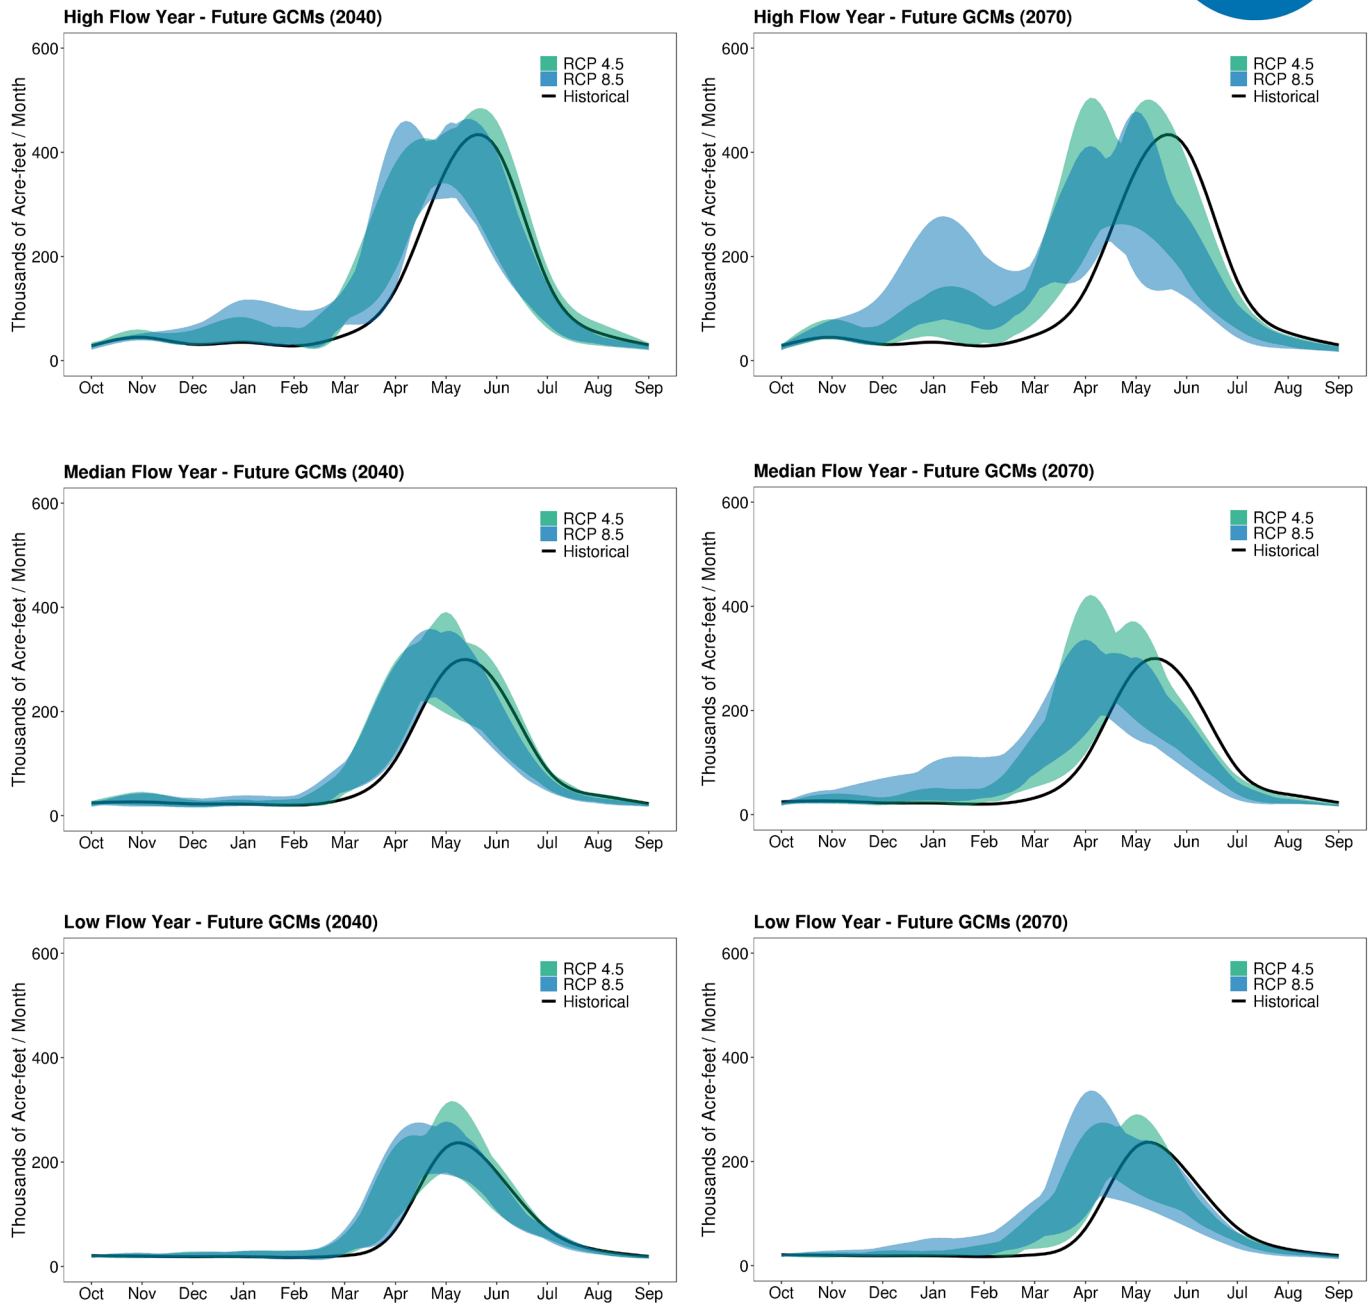 High Flow Year - Future GCMs (2040)
Thousands of Acre-feet / Month
600
400
200
0
RCP 4.5
RCP 8.5
Historical
Oct Nov Dec Jan Feb Mar Apr May Jun Jul Aug Sep
High Flow Year - Future GCMs (2070)
Thousands of Acre-feet / Month
600
400
200
0
RCP 4.5
RCP 8.5
Historical
Oct Nov Dec Jan Feb Mar Apr May Jun Jul Aug Sep
Median Flow Year - Future GCMs (2040)
Thousands of Acre-feet / Month
600
400
200
0
RCP 4.5
RCP 8.5
Historical
Oct Nov Dec Jan Feb Mar Apr May Jun Jul Aug Sep
Median Flow Year - Future GCMs (2070)
Thousands of Acre-feet / Month
600
400
200
0
RCP 4.5
RCP 8.5
Historical
Oct Nov Dec Jan Feb Mar Apr May Jun Jul Aug Sep
Low Flow Year - Future GCMs (2040)
Thousands of Acre-feet / Month
600
400
200
0
RCP 4.5
RCP 8.5
Historical
Oct Nov Dec Jan Feb Mar Apr May Jun Jul Aug Sep
Low Flow Year - Future GCMs (2070)
Thousands of Acre-feet / Month
600
400
200
0
RCP 4.5
RCP 8.5
Historical
Oct Nov Dec Jan Feb Mar Apr May Jun Jul Aug Sep